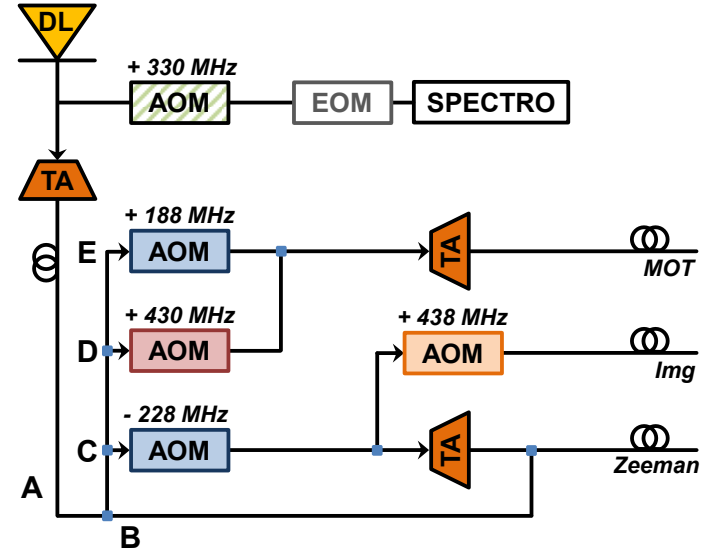 DL
+ 330 MHz
AOM
EOM
SPECTRO
TA
+ 188 MHz
E
AOM
TA
MOT
+ 430 MHz
+ 438 MHz
D
AOM
AOM
Img
- 228 MHz
C
AOM
TA
Zeeman
A
B